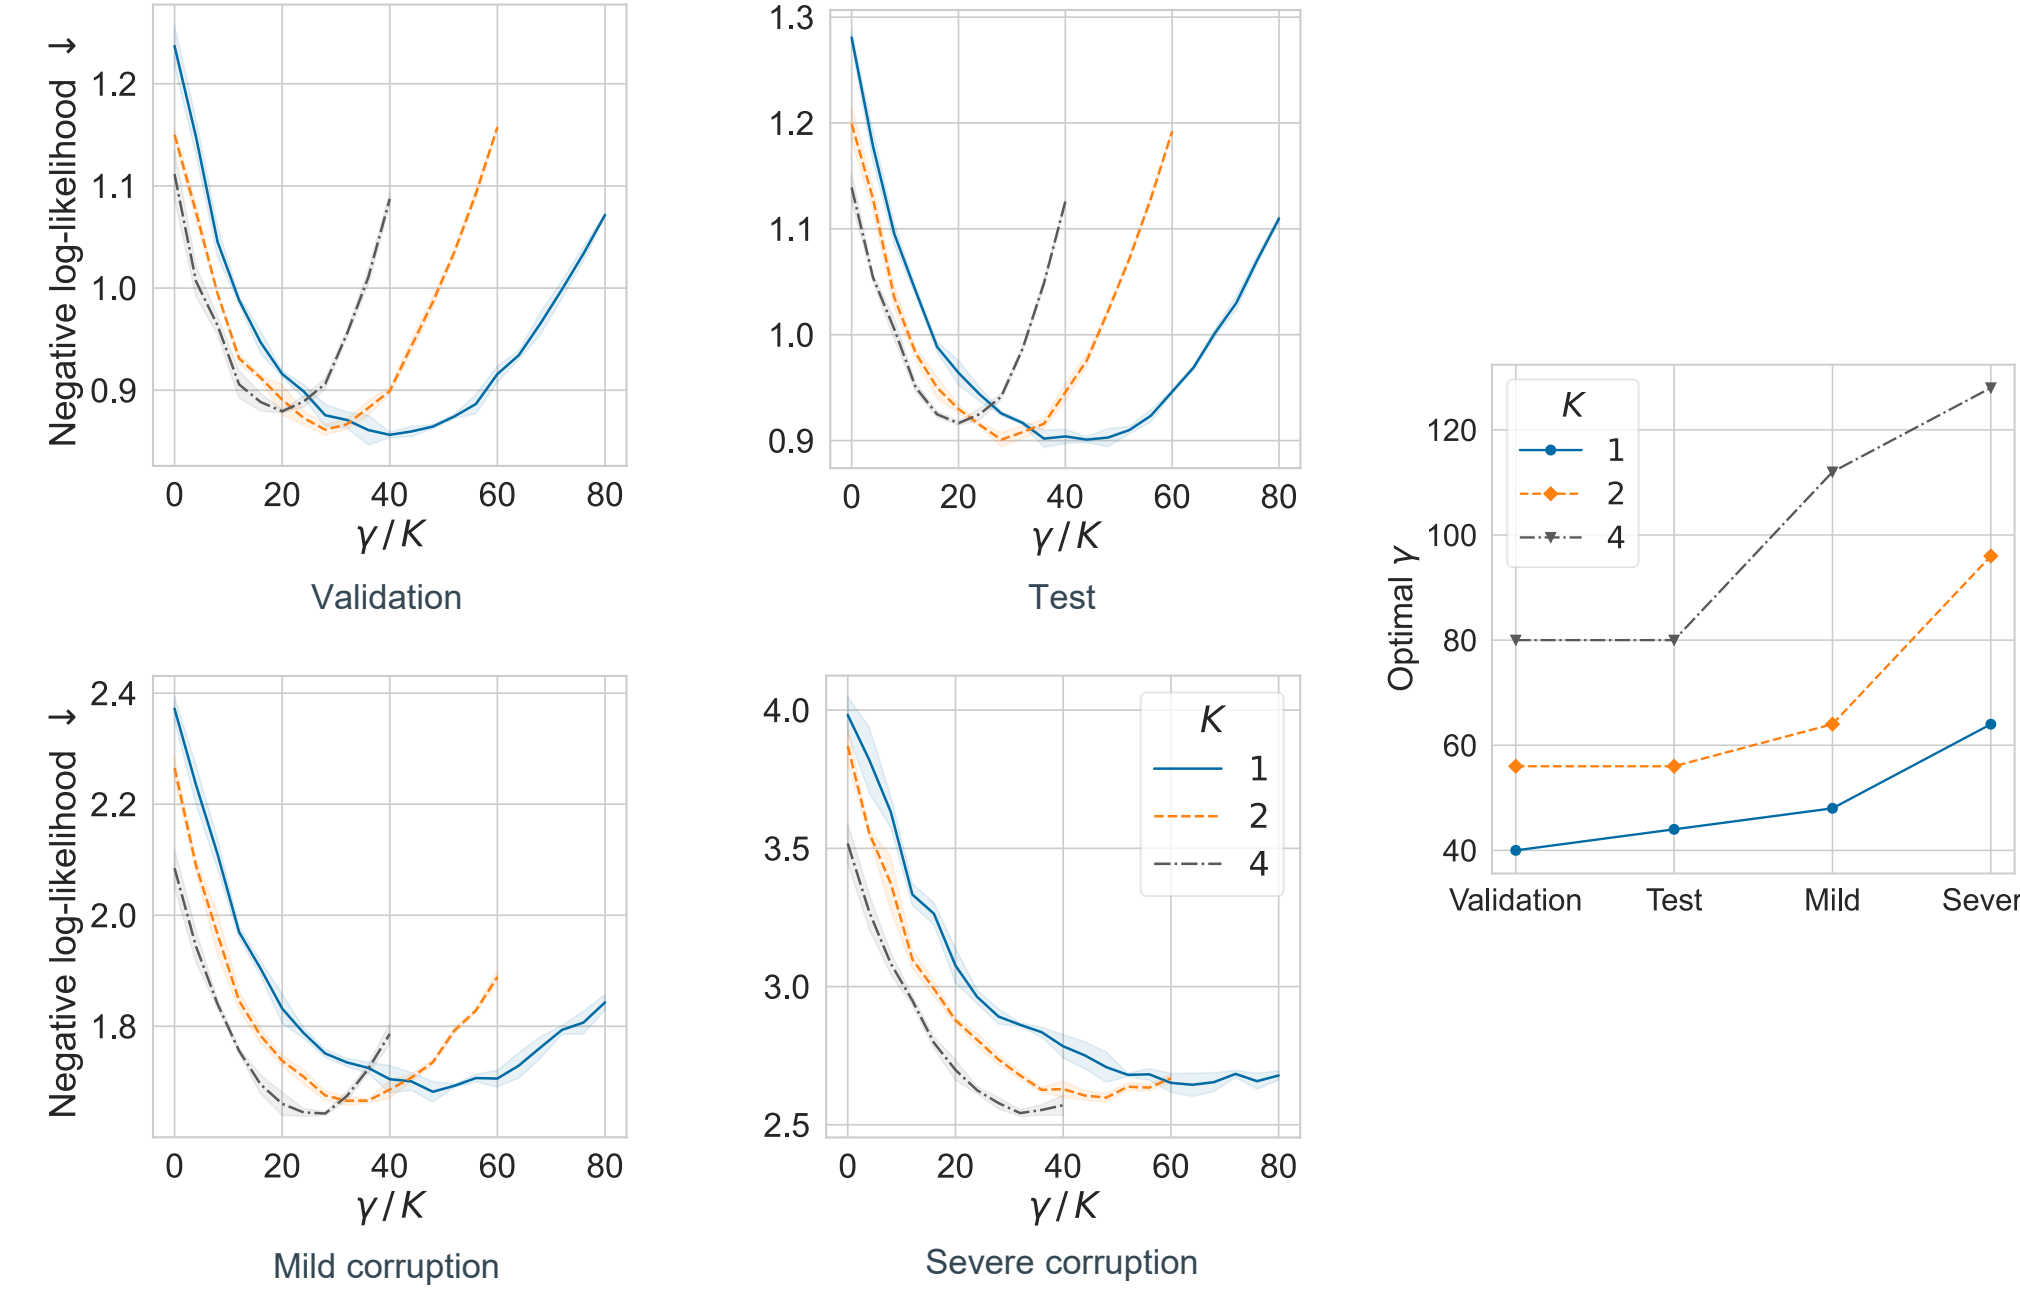 Negative log-likelihood ↓
1.2
1.1
1.0
0.9
0 20 40 60 80
γ / K
Validation
1.3
1.2
1.1
1.0
0.9
0 20 40 60 80
γ / K
Test
Negative log-likelihood ↓
2.4
2.2
2.0
1.8
0 20 40 60 80
γ / K
Mild corruption
4.0
3.5
3.0
2.5
K
1
2
4
0 20 40 60 80
γ / K
Severe corruption
Optimal γ
120
100
80
60
40
K
1
2
4
Validation Test Mild Sever